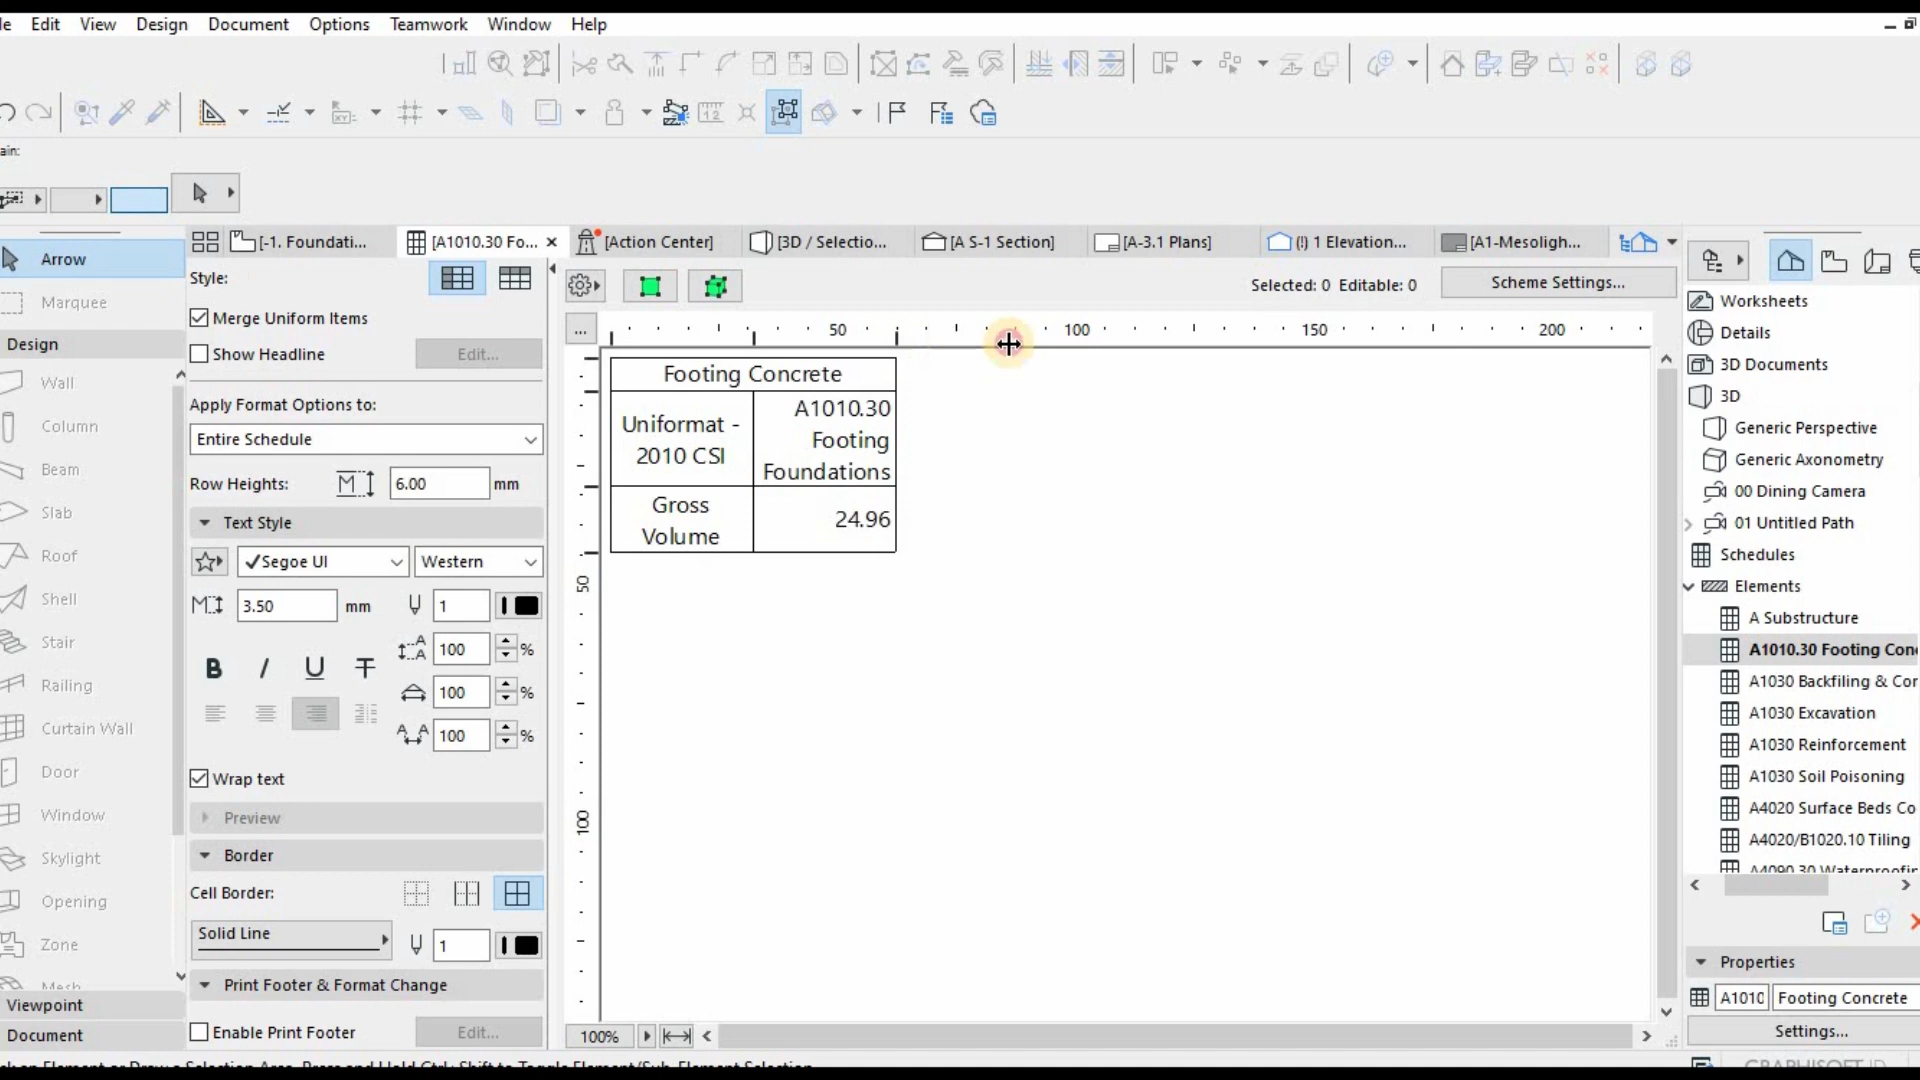 Edit View Design Document Options Teamwork Window Help
[-1. Foundati...
[A1010.30 Fo...
[Action Center]
[3D / Selectio...
[A S-1 Section]
[A-3.1 Plans]
(!) 1 Elevation...
[A1-Mesoligh...
Arrow
Marquee
Design
Wall
Column
Beam
Slab
Roof
Shell
Stair
Railing
Curtain Wall
Door
Window
Skylight
Opening
Zone
Mesh
Viewpoint
Document
Style:
Merge Uniform Items
Show Headline
Edit...
Apply Format Options to:
Entire Schedule
Row Heights:
6.00
mm
Text Style
Segoe UI
Western
3.50
mm
1
100
%
B I U T
100
%
100
%
Wrap text
Preview
Border
Cell Border:
Solid Line
1
Print Footer & Format Change
Enable Print Footer
Edit...
Selected: 0 Editable: 0
Scheme Settings...
...
50 100 150 200
50
100
Footing Concrete
Uniformat -
2010 CSI
A1010.30
Footing
Foundations
Gross
Volume
24.96
100%
Worksheets
Details
3D Documents
3D
Generic Perspective
Generic Axonometry
00 Dining Camera
01 Untitled Path
Schedules
Elements
A Substructure
A1010.30 Footing Con
A1030 Backfiling & Cor
A1030 Excavation
A1030 Reinforcement
A1030 Soil Poisoning
A4020 Surface Beds Co
A4020/B1020.10 Tiling
A4090.30 Waterproofin
Properties
A1010
Footing Concrete
Settings...
GRAPHISOFT ID